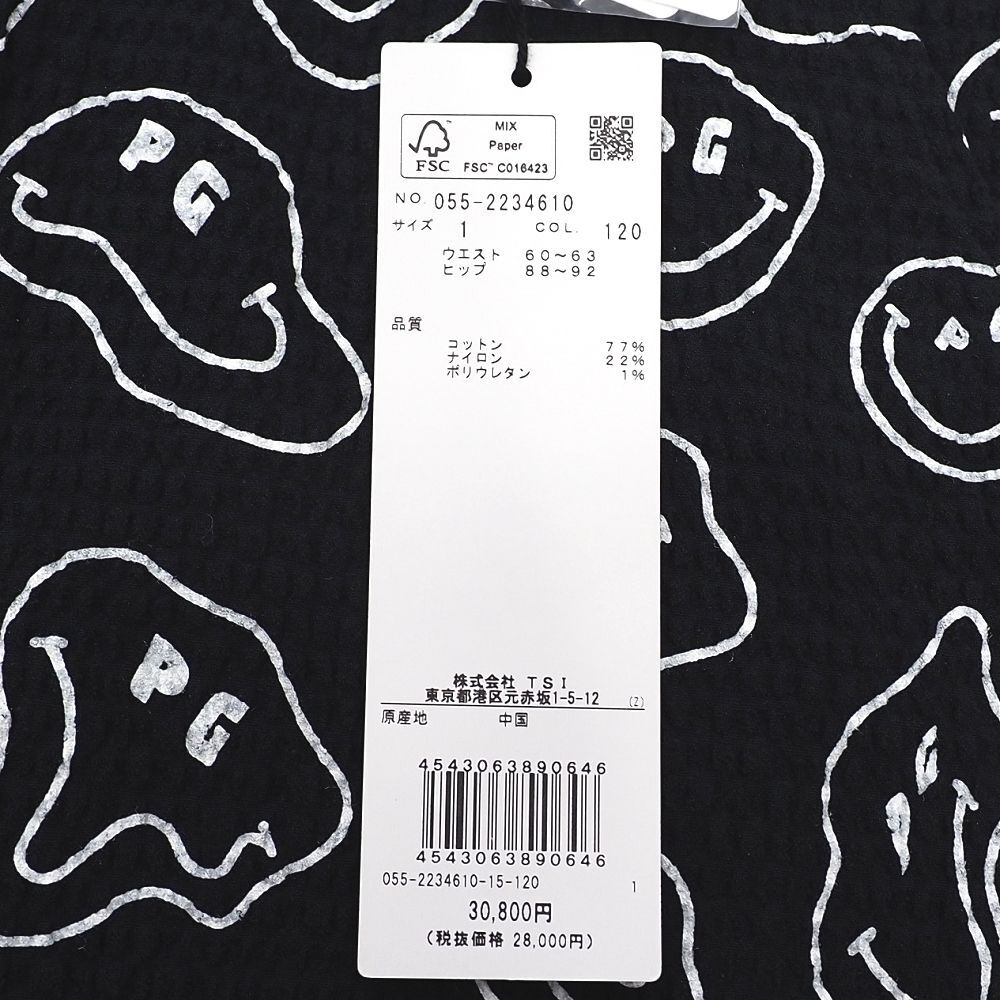 PG
PG
MIX
Paper
FSC™ C016423
FSC
NO. 055-2234610
サイズ 1 COL. 120
ウエスト 60～63
ヒップ 88～92
品質
コットン 77%
ナイロン 22%
ポリウレタン 1%
P
PG
株式会社 TSI
東京都港区元赤坂1-5-12 (Z)
原産地 中国
PG
4543063890646
4543063890646
055-2234610-15-120 1
30,800円
(税抜価格 28,000円)